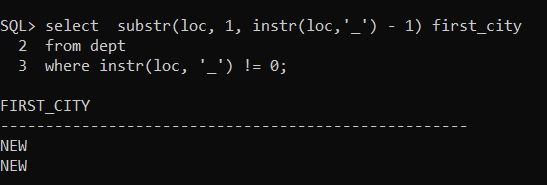 SQL> select  substr(loc, 1, instr(loc,'_') - 1) first_city
  2  from dept
  3  where instr(loc, '_') != 0;
FIRST_CITY
----------------------------------------------------
NEW
NEW